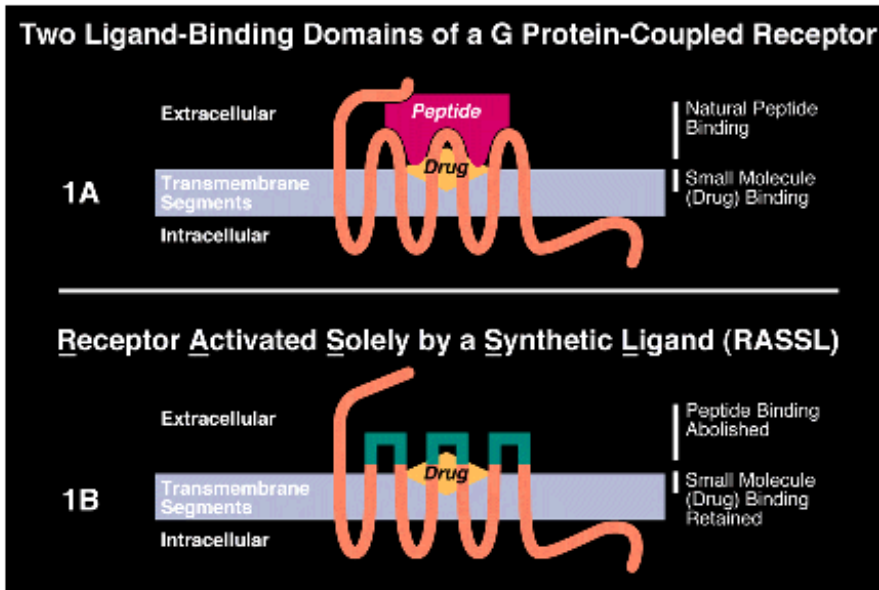 Two Ligand-Binding Domains of a G Protein-Coupled Receptor
Extracellular
Peptide
Natural Peptide
Binding
Drug
1A
Transmembrane
Segments
Small Molecule
(Drug) Binding
Intracellular
Receptor Activated Solely by a Synthetic Ligand (RASSL)
Extracellular
Peptide Binding
Abolished
Drug
1B
Transmembrane
Segments
Small Molecule
(Drug) Binding
Retained
Intracellular